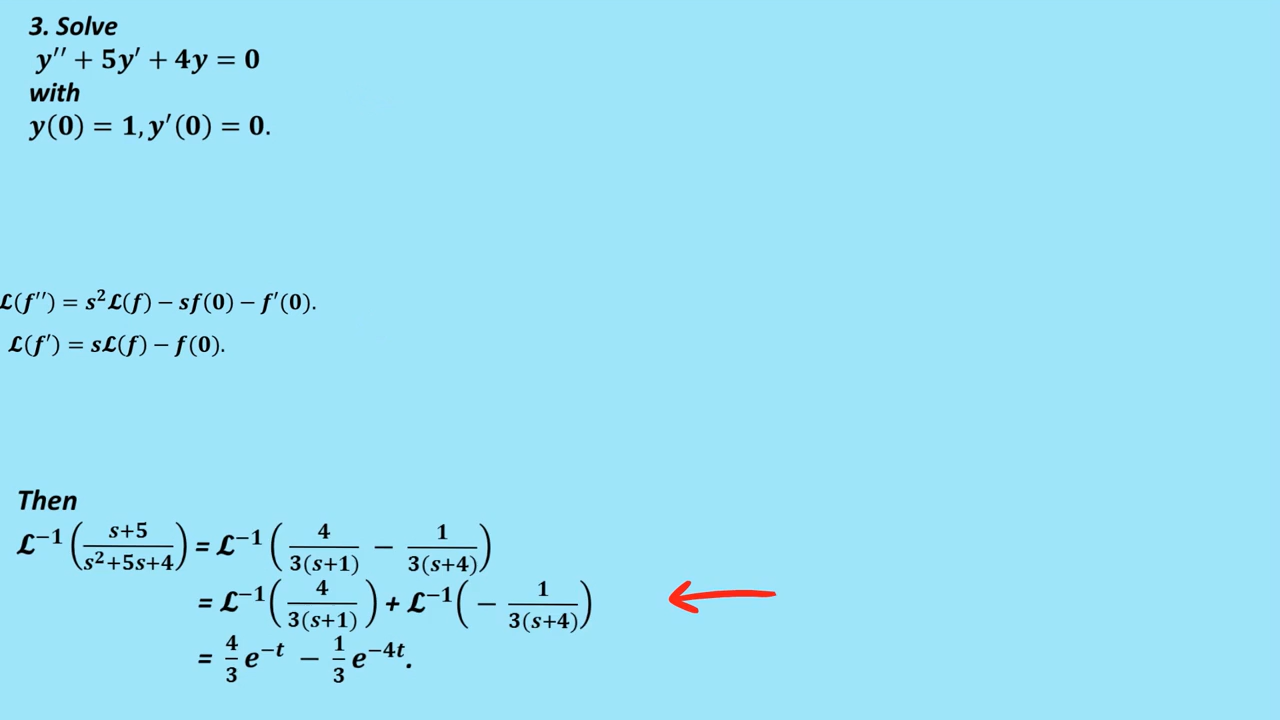 3. Solve
y′′ + 5y′ + 4y = 0
with
y(0) = 1, y′(0) = 0.
ℒ(f′′) = s²ℒ(f) − sf(0) − f′(0).
ℒ(f′) = sℒ(f) − f(0).
Then
ℒ⁻¹((s+5)/(s²+5s+4)) = ℒ⁻¹(4/(3(s+1)) − 1/(3(s+4)))
= ℒ⁻¹(4/(3(s+1))) + ℒ⁻¹(− 1/(3(s+4)))
= 4/3 e⁻ᵗ − 1/3 e⁻⁴ᵗ.